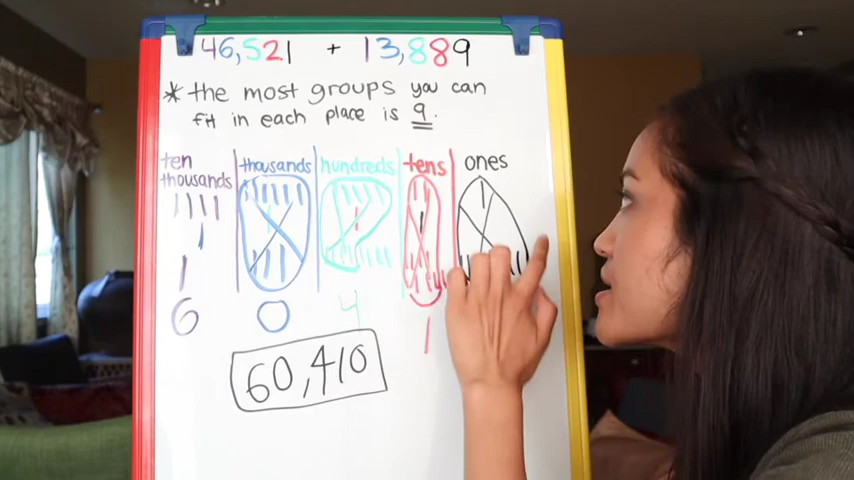 46,521 + 13,889
* the most groups you can
fit in each place is 9.
ten thousands
thousands
hundreds
tens
ones
6 0 4 1
60,410